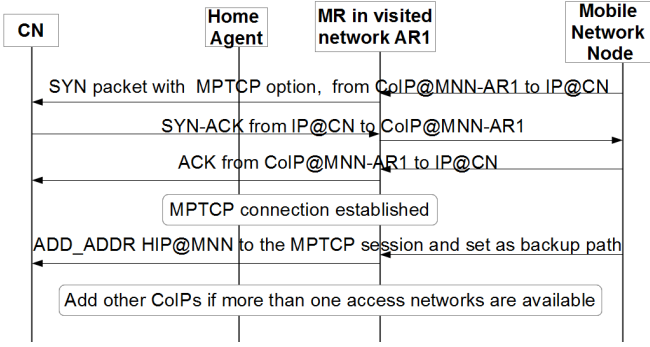 CN
Home
Agent
MR in visited
network AR1
Mobile
Network
Node
SYN packet with MPTCP option, from CoIP@MNN-AR1 to IP@CN
SYN-ACK from IP@CN to CoIP@MNN-AR1
ACK from CoIP@MNN-AR1 to IP@CN
MPTCP connection established
ADD_ADDR HIP@MNN to the MPTCP session and set as backup path
Add other CoIPs if more than one access networks are available